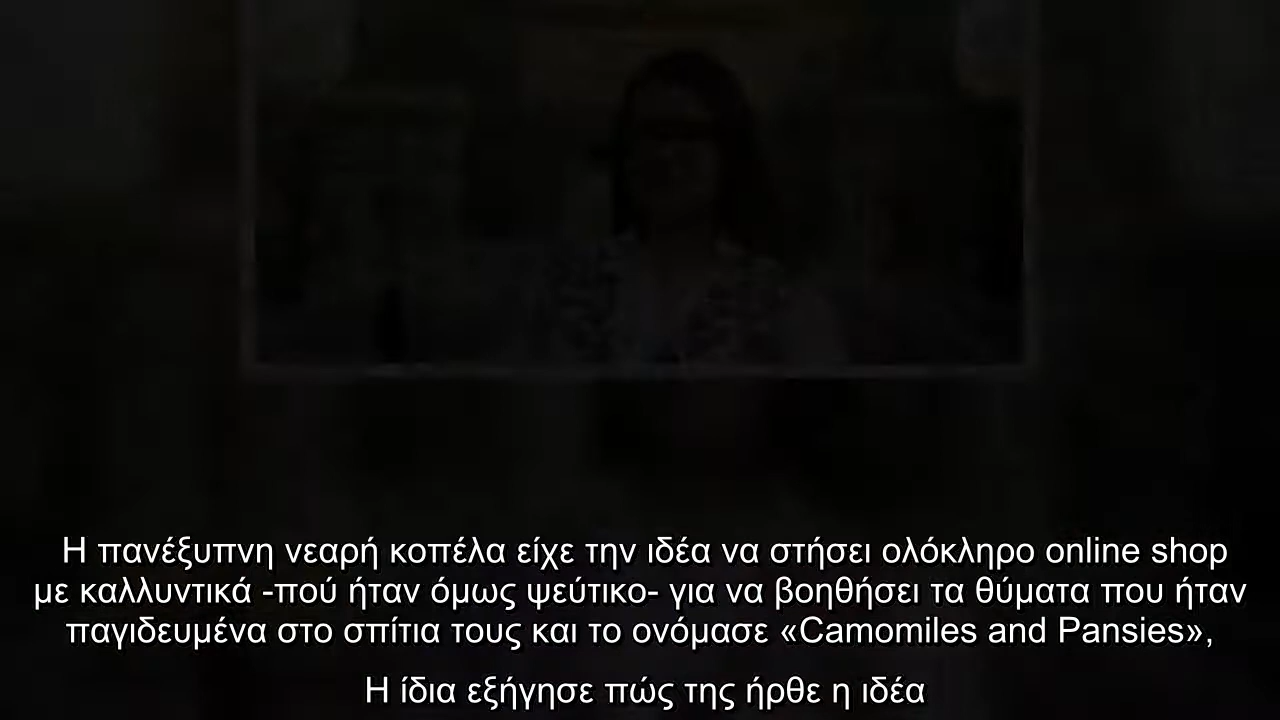 Η πανέξυπνη νεαρή κοπέλα είχε την ιδέα να στήσει ολόκληρο online shop
με καλλυντικά -πού ήταν όμως ψεύτικο- για να βοηθήσει τα θύματα που ήταν
παγιδευμένα στο σπίτια τους και το ονόμασε «Camomiles and Pansies»,
Η ίδια εξήγησε πώς της ήρθε η ιδέα